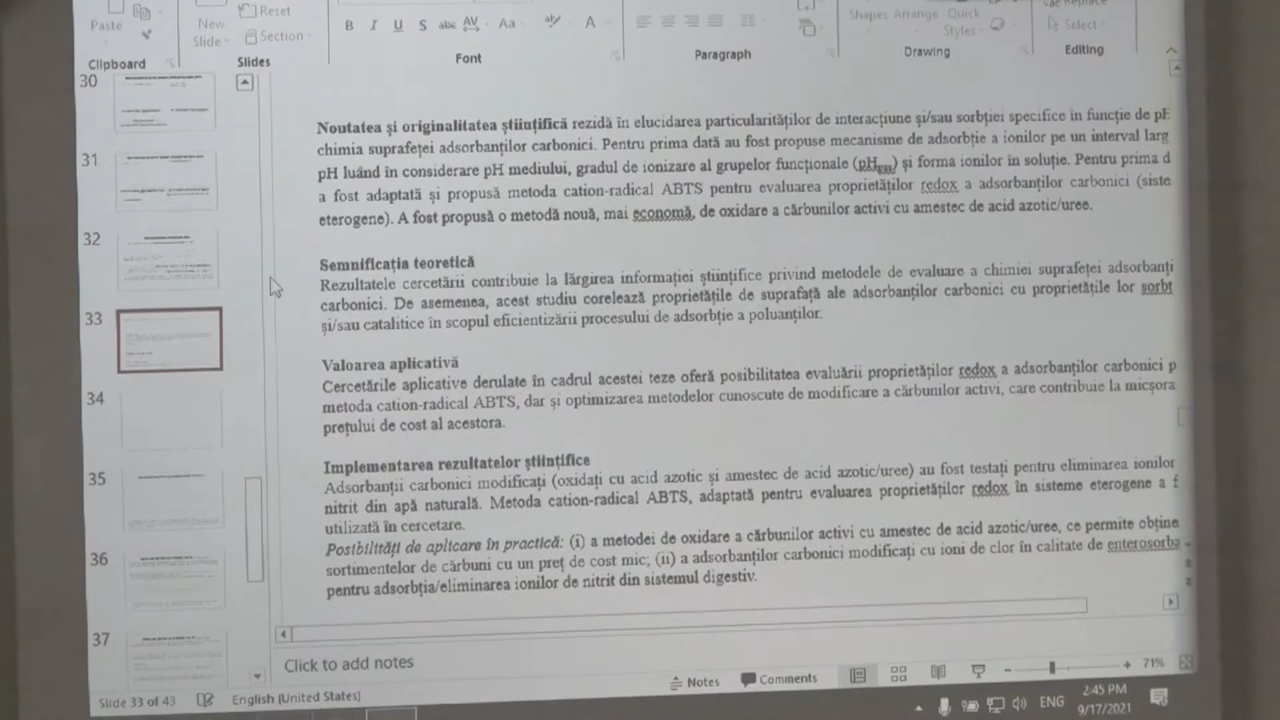 Paste
New
Slide
Reset
Section
B I U S abc AV Aa A
Shapes Arrange Quick
Styles
Replace
Select
Clipboard
Slides
Font
Paragraph
Drawing
Editing
30
31
32
33
34
35
36
37
Noutatea și originalitatea științifică rezidă în elucidarea particularităților de interacțiune și/sau sorbției specifice în funcție de pH
chimia suprafeței adsorbanților carbonici. Pentru prima dată au fost propuse mecanisme de adsorbție a ionilor pe un interval larg
pH luând în considerare pH mediului, gradul de ionizare al grupelor funcționale ( ) și forma ionilor în soluție. Pentru prima d
a fost adaptată și propusă metoda cation-radical ABTS pentru evaluarea proprietăților redox a adsorbanților carbonici (siste
eterogene). A fost propusă o metodă nouă, mai economă, de oxidare a cărbunilor activi cu amestec de acid azotic/uree.
Semnificația teoretică
Rezultatele cercetării contribuie la lărgirea informației științifice privind metodele de evaluare a chimiei suprafeței adsorbanți
carbonici. De asemenea, acest studiu corelează proprietățile de suprafață ale adsorbanților carbonici cu proprietățile lor sorbt
și/sau catalitice în scopul eficientizării procesului de adsorbție a poluanților.
Valoarea aplicativă
Cercetările aplicative derulate în cadrul acestei teze oferă posibilitatea evaluării proprietăților redox a adsorbanților carbonici p
metoda cation-radical ABTS, dar și optimizarea metodelor cunoscute de modificare a cărbunilor activi, care contribuie la micșora
prețului de cost al acestora.
Implementarea rezultatelor științifice
Adsorbanții carbonici modificați (oxidați cu acid azotic și amestec de acid azotic/uree) au fost testați pentru eliminarea ionilor
nitrit din apă naturală. Metoda cation-radical ABTS, adaptată pentru evaluarea proprietăților redox în sisteme eterogene a f
utilizată în cercetare.
Posibilități de aplicare în practică: (i) a metodei de oxidare a cărbunilor activi cu amestec de acid azotic/uree, ce permite obține
sortimentelor de cărbuni cu un preț de cost mic; (ii) a adsorbanților carbonici modificați cu ioni de clor în calitate de enterosorba
pentru adsorbția/eliminarea ionilor de nitrit din sistemul digestiv.
Click to add notes
Slide 33 of 43
English (United States)
Notes
Comments
71%
ENG
2:45 PM
9/17/2021